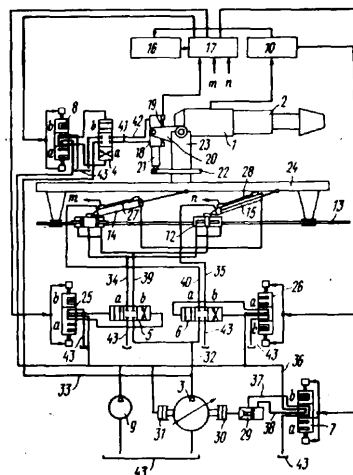 16 17 10
m n
8 19 2
b b 41 42
a a 4 43 18 20 23 1
21 22
28 24
m 27 n 15 13
14 12
34 39 40 35
25 a b a b 26
b b
a 43 5 6 43 a
43 43 32 36
33 37
3 38 b
9 31 30 29 a 7
43 43